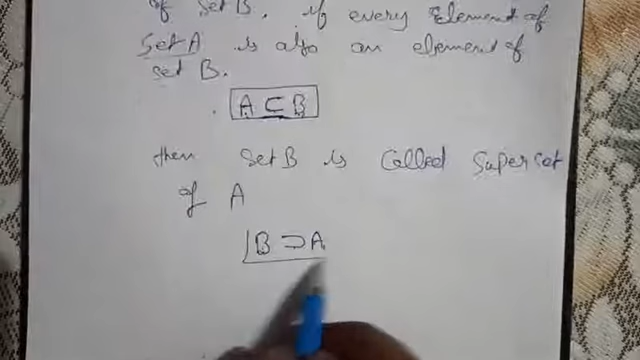 of Set B. if every Element of
Set A is also an element of
set B.
A ⊂ B
then Set B is Called Superset
of A
B ⊃ A